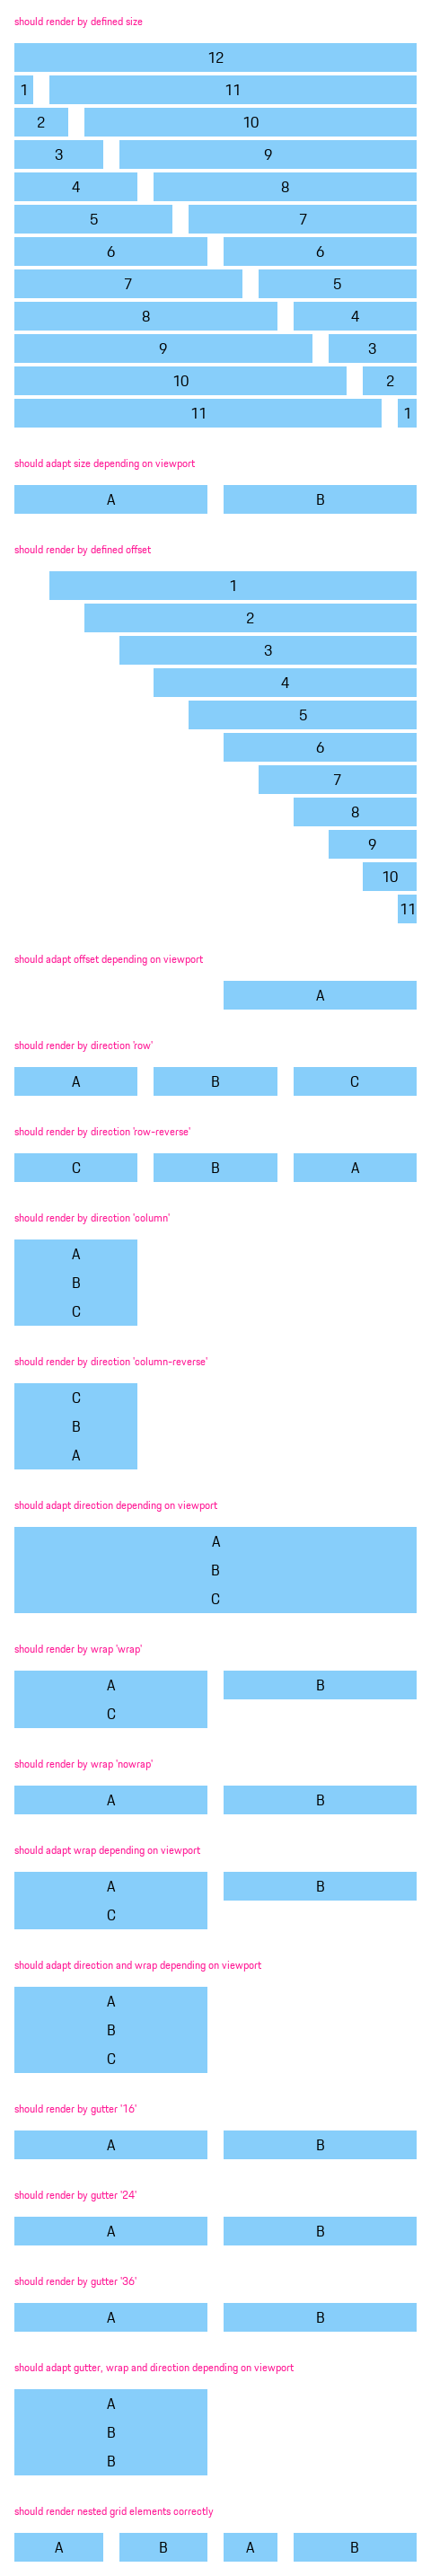 should render by defined size
12
1 11
2 10
3 9
4 8
5 7
6 6
7 5
8 4
9 3
10 2
11 1
should adapt size depending on viewport
A B
should render by defined offset
1
2
3
4
5
6
7
8
9
10
11
should adapt offset depending on viewport
A
should render by direction 'row'
A B C
should render by direction 'row-reverse'
C B A
should render by direction 'column'
A
B
C
should render by direction 'column-reverse'
C
B
A
should adapt direction depending on viewport
A
B
C
should render by wrap 'wrap'
A B
C
should render by wrap 'nowrap'
A B
should adapt wrap depending on viewport
A B
C
should adapt direction and wrap depending on viewport
A
B
C
should render by gutter '16'
A B
should render by gutter '24'
A B
should render by gutter '36'
A B
should adapt gutter, wrap and direction depending on viewport
A
B
B
should render nested grid elements correctly
A B A B